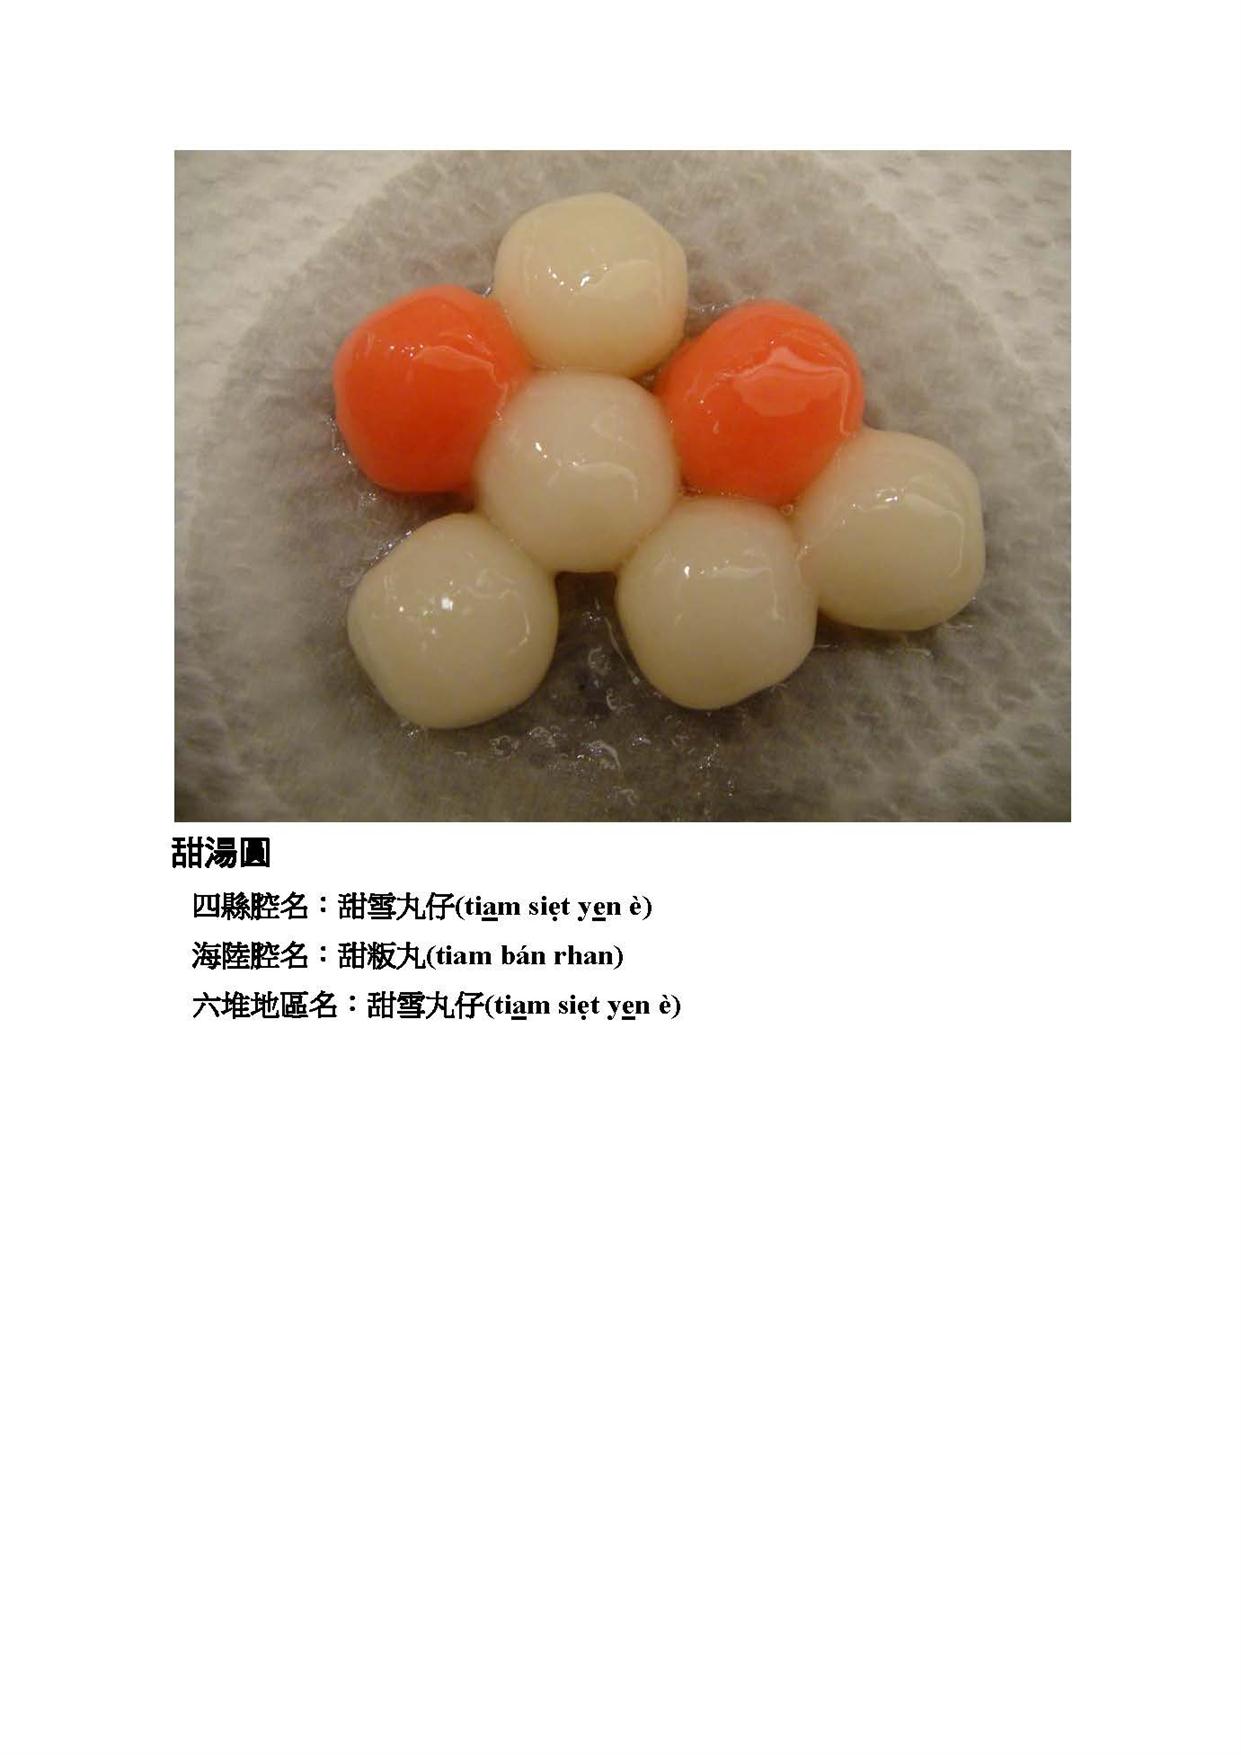 甜湯圓
四縣腔名：甜雪丸仔(tia̲m siẹt ye̲n è)
海陸腔名：甜粄丸(tiam bán rhan)
六堆地區名：甜雪丸仔(tia̲m siẹt ye̲n è)